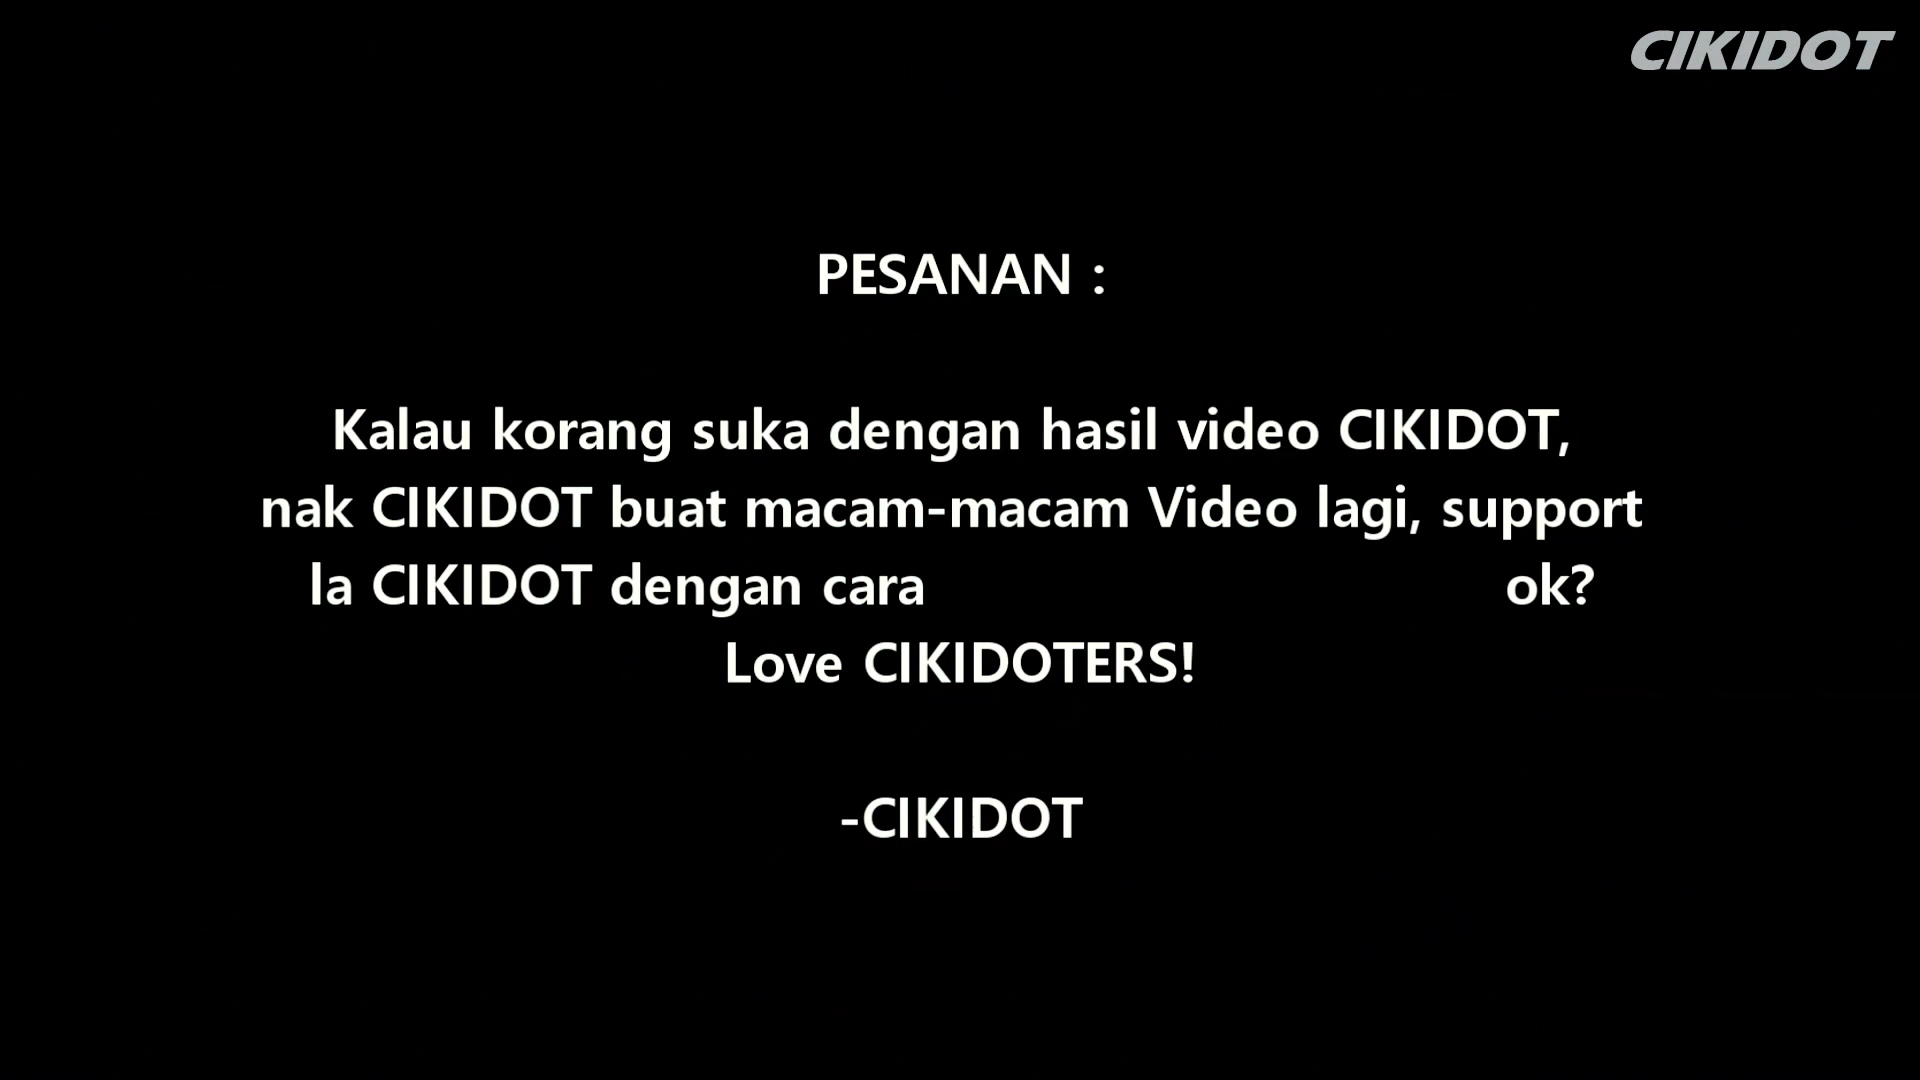 CIKIDOT
PESANAN :
Kalau korang suka dengan hasil video CIKIDOT,
nak CIKIDOT buat macam-macam Video lagi, support
la CIKIDOT dengan cara ok?
Love CIKIDOTERS!
-CIKIDOT